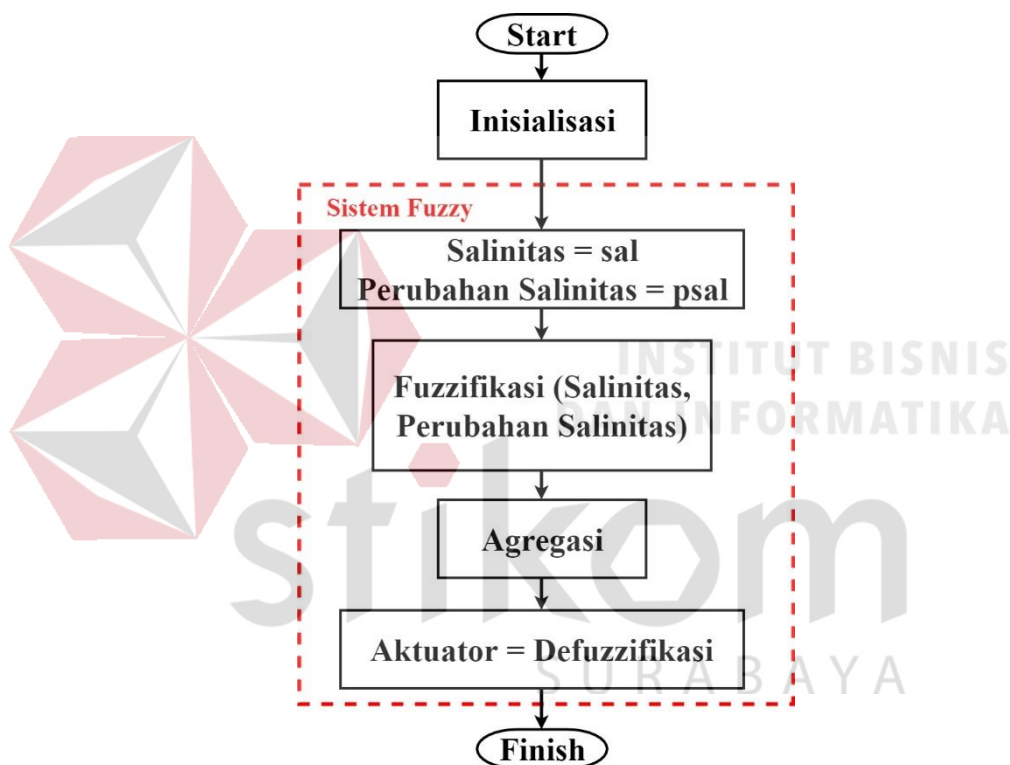 Start
Inisialisasi
Sistem Fuzzy
Salinitas = sal
Perubahan Salinitas = psal
Fuzzifikasi (Salinitas,
Perubahan Salinitas)
Agregasi
Aktuator = Defuzzifikasi
Finish
INSTITUT BISNIS
DAN INFORMATIKA
stikom
SURABAYA